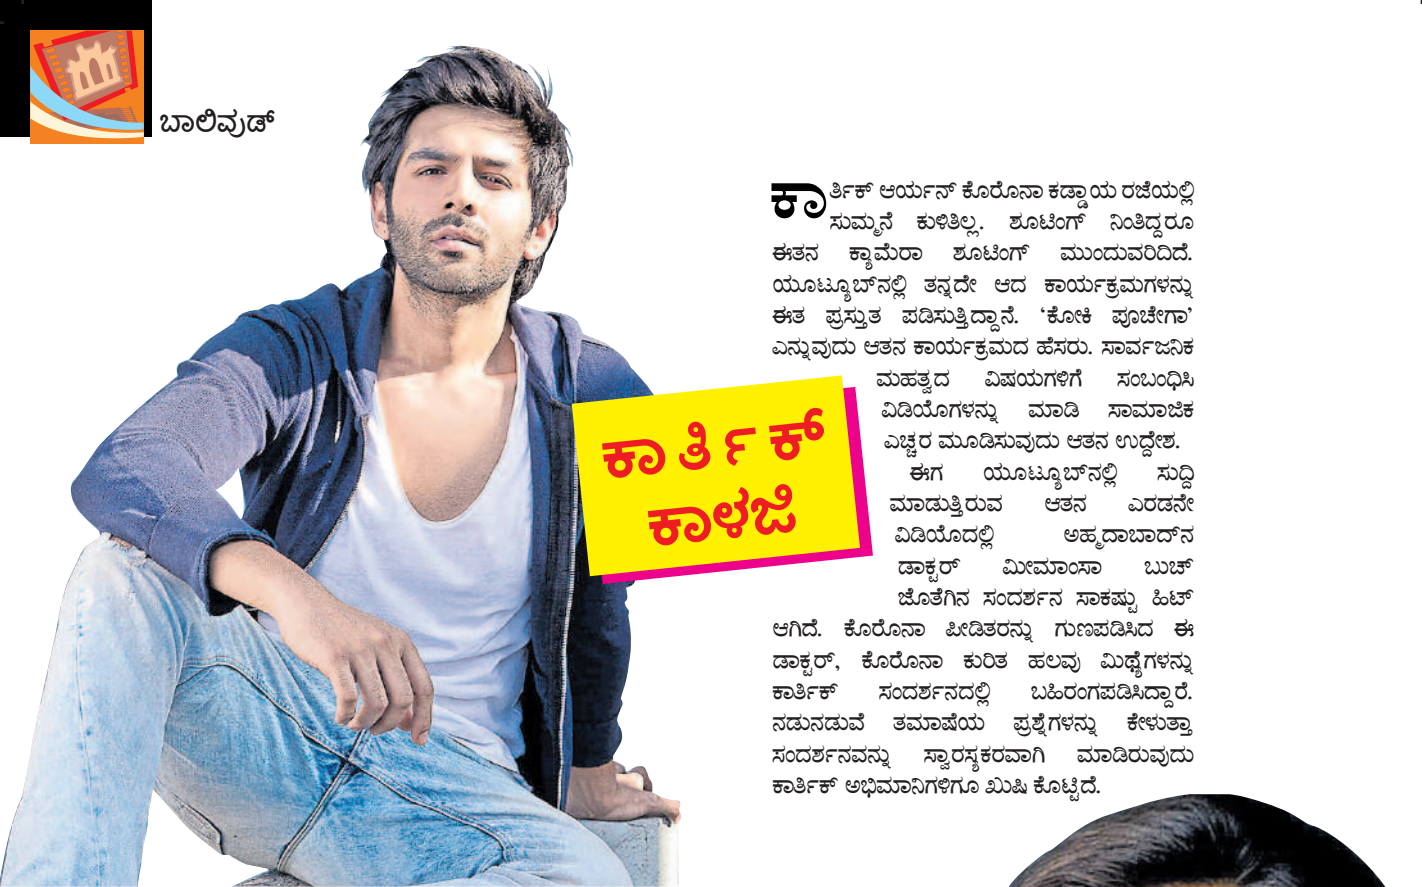 ಬಾಲಿವುಡ್
ಕಾರ್ತಿಕ್
ಕಾಳಜಿ
ಕಾರ್ತಿಕ್ ಆರ್ಯನ್ ಕೊರೊನಾ ಕಡ್ಡಾಯ ರಜೆಯಲ್ಲಿ
ಸುಮ್ಮನೆ ಕುಳಿತಿಲ್ಲ. ಶೂಟಿಂಗ್ ನಿಂತಿದ್ದರೂ
ಈತನ ಕ್ಯಾಮೆರಾ ಶೂಟಿಂಗ್ ಮುಂದುವರಿದಿದೆ.
ಯೂಟ್ಯೂಬ್‌ನಲ್ಲಿ ತನ್ನದೇ ಆದ ಕಾರ್ಯಕ್ರಮಗಳನ್ನು
ಈತ ಪ್ರಸ್ತುತ ಪಡಿಸುತ್ತಿದ್ದಾನೆ. ‘ಕೋಕಿ ಪೂಚೇಗಾ’
ಎನ್ನುವುದು ಆತನ ಕಾರ್ಯಕ್ರಮದ ಹೆಸರು. ಸಾರ್ವಜನಿಕ
ಮಹತ್ವದ ವಿಷಯಗಳಿಗೆ ಸಂಬಂಧಿಸಿ
ವಿಡಿಯೊಗಳನ್ನು ಮಾಡಿ ಸಾಮಾಜಿಕ
ಎಚ್ಚರ ಮೂಡಿಸುವುದು ಆತನ ಉದ್ದೇಶ.
ಈಗ ಯೂಟ್ಯೂಬ್‌ನಲ್ಲಿ ಸುದ್ದಿ
ಮಾಡುತ್ತಿರುವ ಆತನ ಎರಡನೇ
ವಿಡಿಯೊದಲ್ಲಿ ಅಹ್ಮದಾಬಾದ್‌ನ
ಡಾಕ್ಟರ್ ಮೀಮಾಂಸಾ ಬುಚ್
ಜೊತೆಗಿನ ಸಂದರ್ಶನ ಸಾಕಷ್ಟು ಹಿಟ್
ಆಗಿದೆ. ಕೊರೊನಾ ಪೀಡಿತರನ್ನು ಗುಣಪಡಿಸಿದ ಈ
ಡಾಕ್ಟರ್, ಕೊರೊನಾ ಕುರಿತ ಹಲವು ಮಿಥ್ಯೆಗಳನ್ನು
ಕಾರ್ತಿಕ್ ಸಂದರ್ಶನದಲ್ಲಿ ಬಹಿರಂಗಪಡಿಸಿದ್ದಾರೆ.
ನಡುನಡುವೆ ತಮಾಷೆಯ ಪ್ರಶ್ನೆಗಳನ್ನು ಕೇಳುತ್ತಾ
ಸಂದರ್ಶನವನ್ನು ಸ್ವಾರಸ್ಯಕರವಾಗಿ ಮಾಡಿರುವುದು
ಕಾರ್ತಿಕ್ ಅಭಿಮಾನಿಗಳಿಗೂ ಖುಷಿ ಕೊಟ್ಟಿದೆ.